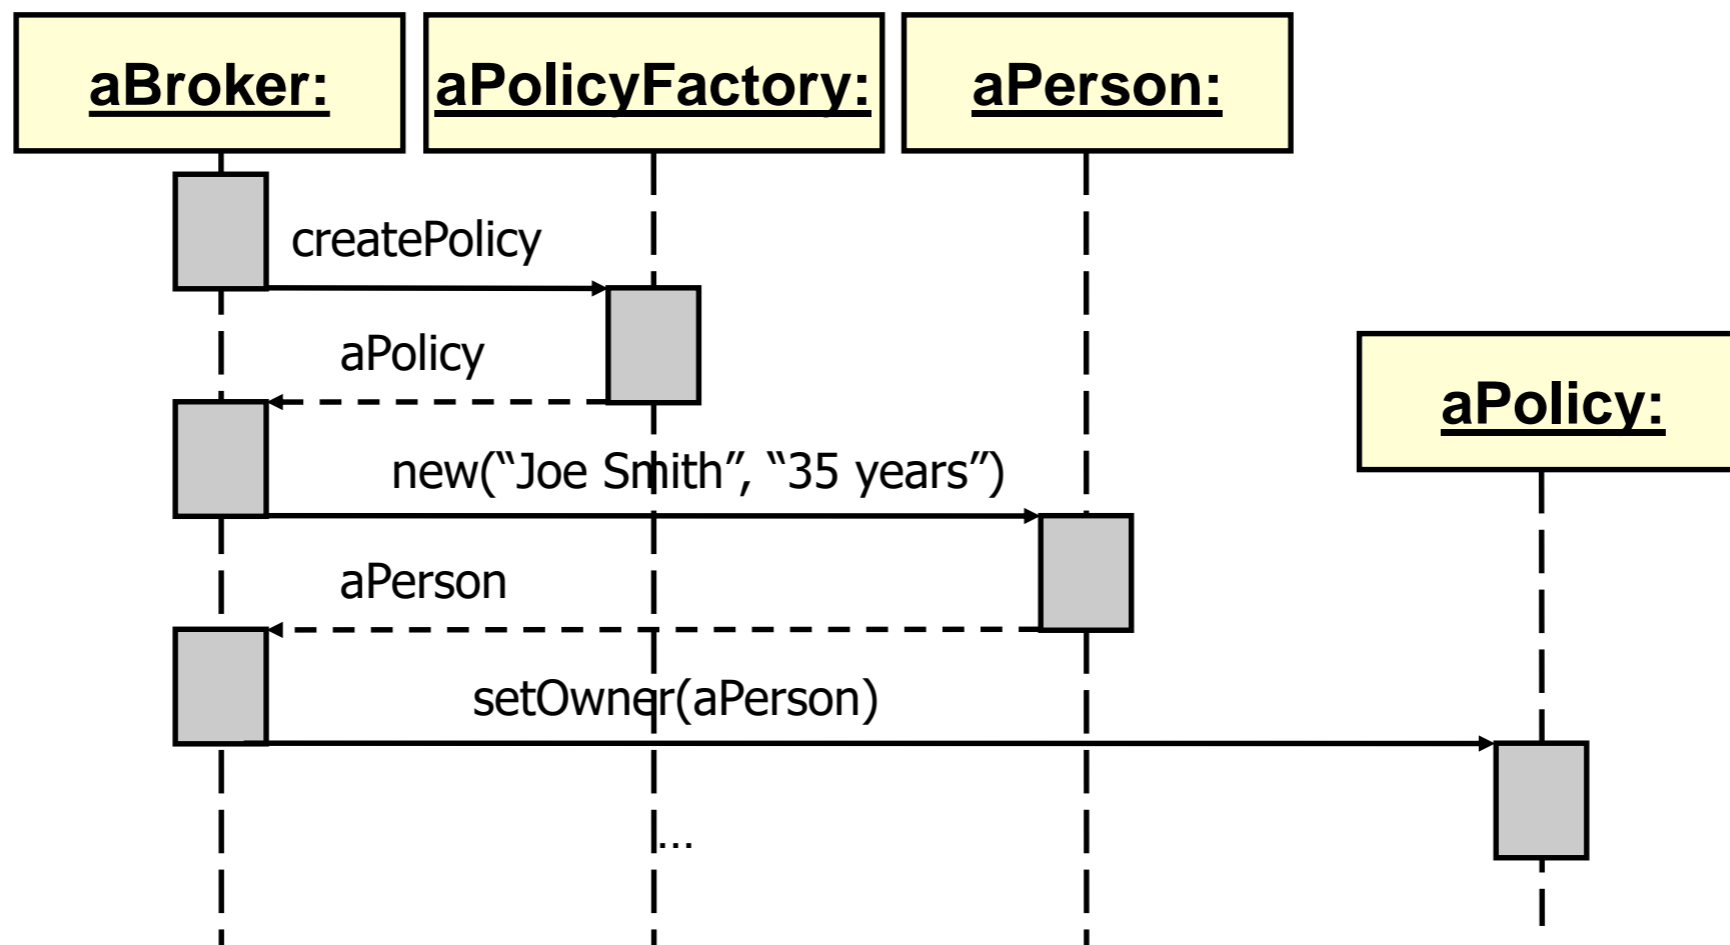 aBroker:
aPolicyFactory:
aPerson:
createPolicy
aPolicy
aPolicy:
new(“Joe Smith”, “35 years”)
aPerson
setOwner(aPerson)
...